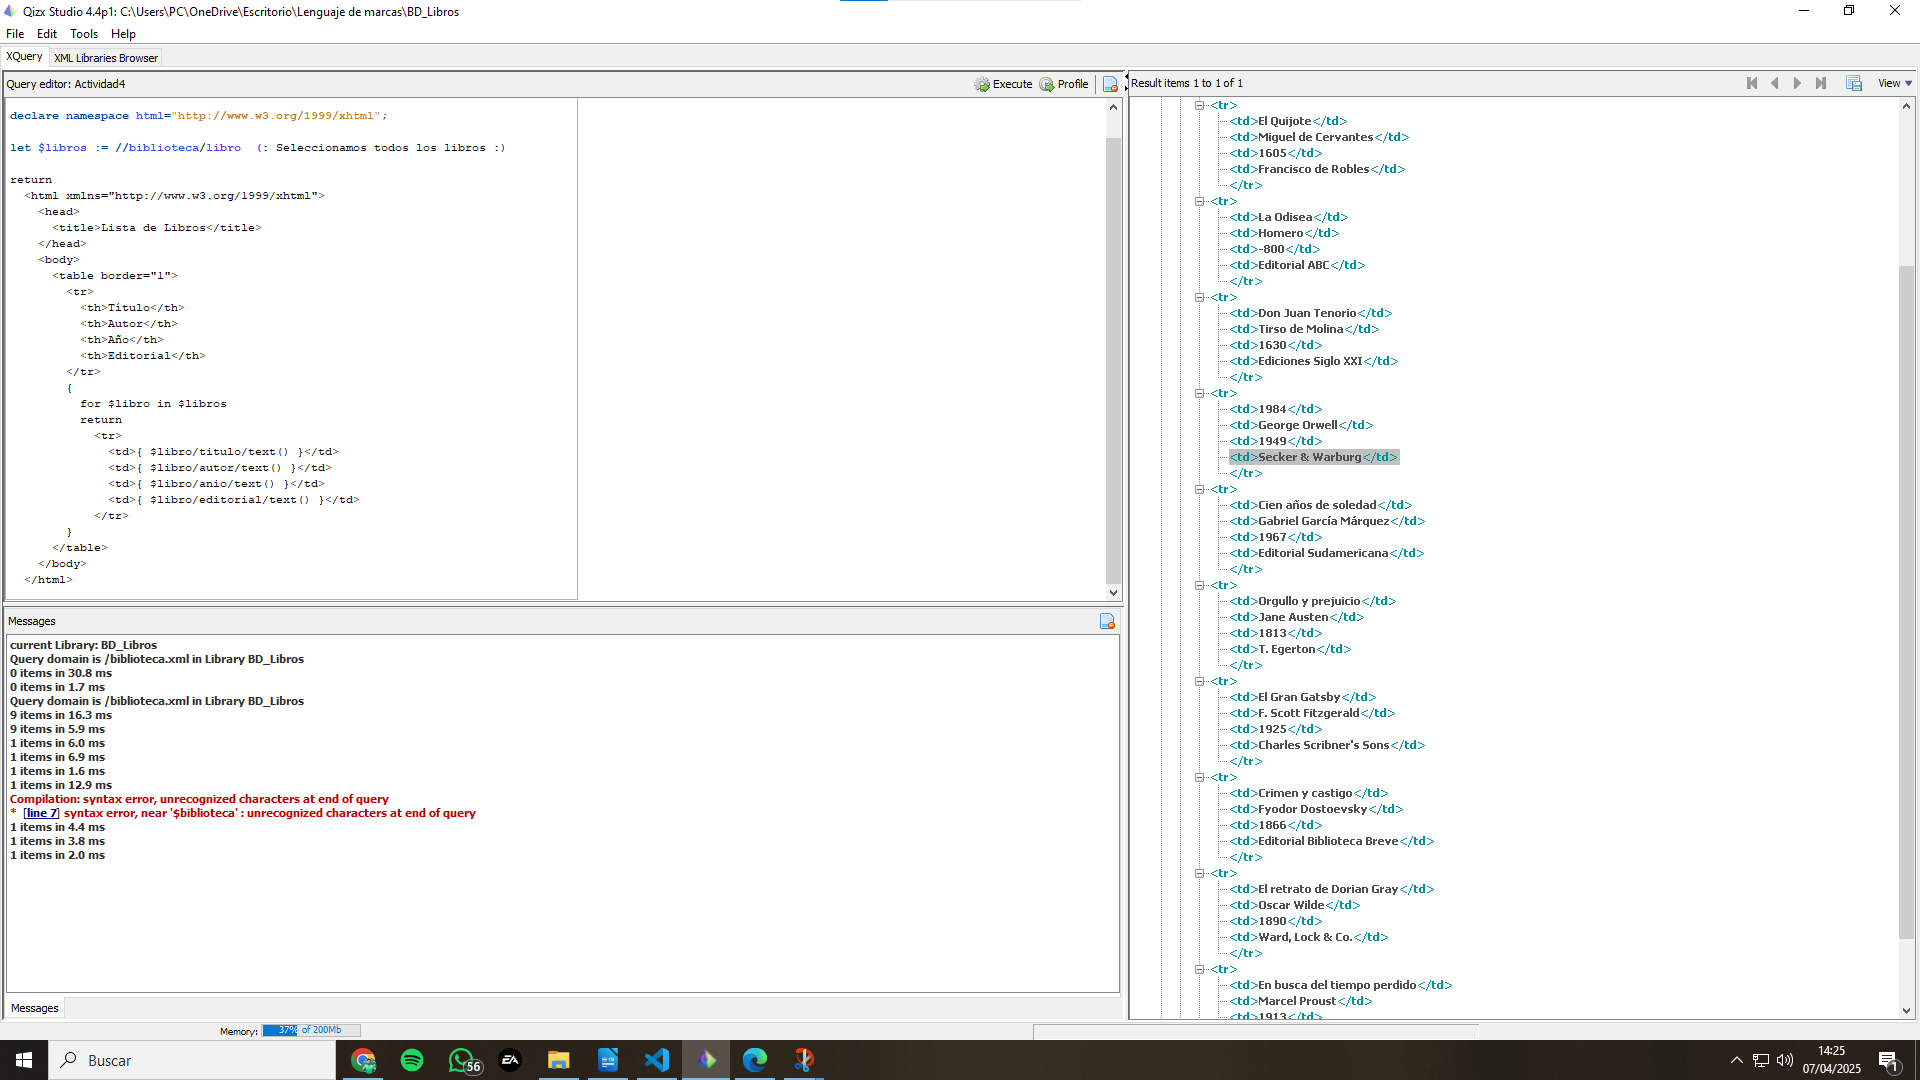 Qizx Studio 4.4p1: C:\Users\PC\OneDrive\Escritorio\Lenguaje de marcas\BD_Libros
File Edit Tools Help
XQuery XML Libraries Browser
Query editor: Actividad4 Execute Profile
declare namespace html="http://www.w3.org/1999/xhtml";
let $libros := //biblioteca/libro (: Seleccionamos todos los libros :)
return
<html xmlns="http://www.w3.org/1999/xhtml">
<head>
<title>Lista de Libros</title>
</head>
<body>
<table border="1">
<tr>
<th>Título</th>
<th>Autor</th>
<th>Año</th>
<th>Editorial</th>
</tr>
{
for $libro in $libros
return
<tr>
<td>{ $libro/titulo/text() }</td>
<td>{ $libro/autor/text() }</td>
<td>{ $libro/anio/text() }</td>
<td>{ $libro/editorial/text() }</td>
</tr>
}
</table>
</body>
</html>
Messages
current Library: BD_Libros
Query domain is /biblioteca.xml in Library BD_Libros
0 items in 30.8 ms
0 items in 1.7 ms
Query domain is /biblioteca.xml in Library BD_Libros
9 items in 16.3 ms
9 items in 5.9 ms
1 items in 6.0 ms
1 items in 6.9 ms
1 items in 1.6 ms
1 items in 12.9 ms
Compilation: syntax error, unrecognized characters at end of query
* [line 7] syntax error, near '$biblioteca' : unrecognized characters at end of query
1 items in 4.4 ms
1 items in 3.8 ms
1 items in 2.0 ms
Messages
Memory: 37% of 200Mb
Result items 1 to 1 of 1 View
<tr>
<td>El Quijote</td>
<td>Miguel de Cervantes</td>
<td>1605</td>
<td>Francisco de Robles</td>
</tr>
<tr>
<td>La Odisea</td>
<td>Homero</td>
<td>-800</td>
<td>Editorial ABC</td>
</tr>
<tr>
<td>Don Juan Tenorio</td>
<td>Tirso de Molina</td>
<td>1630</td>
<td>Ediciones Siglo XXI</td>
</tr>
<tr>
<td>1984</td>
<td>George Orwell</td>
<td>1949</td>
<td>Secker & Warburg</td>
</tr>
<tr>
<td>Cien años de soledad</td>
<td>Gabriel García Márquez</td>
<td>1967</td>
<td>Editorial Sudamericana</td>
</tr>
<tr>
<td>Orgullo y prejuicio</td>
<td>Jane Austen</td>
<td>1813</td>
<td>T. Egerton</td>
</tr>
<tr>
<td>El Gran Gatsby</td>
<td>F. Scott Fitzgerald</td>
<td>1925</td>
<td>Charles Scribner's Sons</td>
</tr>
<tr>
<td>Crimen y castigo</td>
<td>Fyodor Dostoevsky</td>
<td>1866</td>
<td>Editorial Biblioteca Breve</td>
</tr>
<tr>
<td>El retrato de Dorian Gray</td>
<td>Oscar Wilde</td>
<td>1890</td>
<td>Ward, Lock & Co.</td>
</tr>
<tr>
<td>En busca del tiempo perdido</td>
<td>Marcel Proust</td>
<td>1913</td>
Buscar
56
EA
14:25
07/04/2025
1